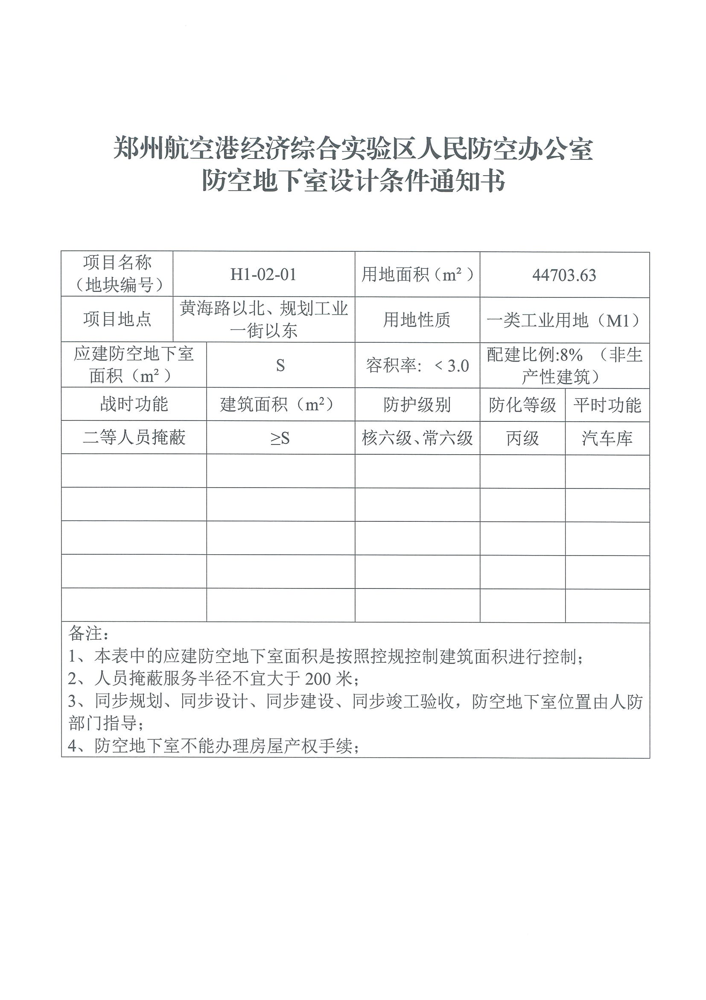 郑州航空港经济综合实验区人民防空办公室
防空地下室设计条件通知书
项目名称
（地块编号）
H1-02-01
用地面积（m²）
44703.63
项目地点
黄海路以北、规划工业
一街以东
用地性质
一类工业用地（M1）
应建防空地下室
面积（m²）
S
容积率：＜3.0
配建比例:8% （非生
产性建筑）
战时功能
建筑面积（m²）
防护级别
防化等级
平时功能
二等人员掩蔽
≥S
核六级、常六级
丙级
汽车库
备注：
1、本表中的应建防空地下室面积是按照控规控制建筑面积进行控制；
2、人员掩蔽服务半径不宜大于 200 米；
3、同步规划、同步设计、同步建设、同步竣工验收，防空地下室位置由人防
部门指导；
4、防空地下室不能办理房屋产权手续；